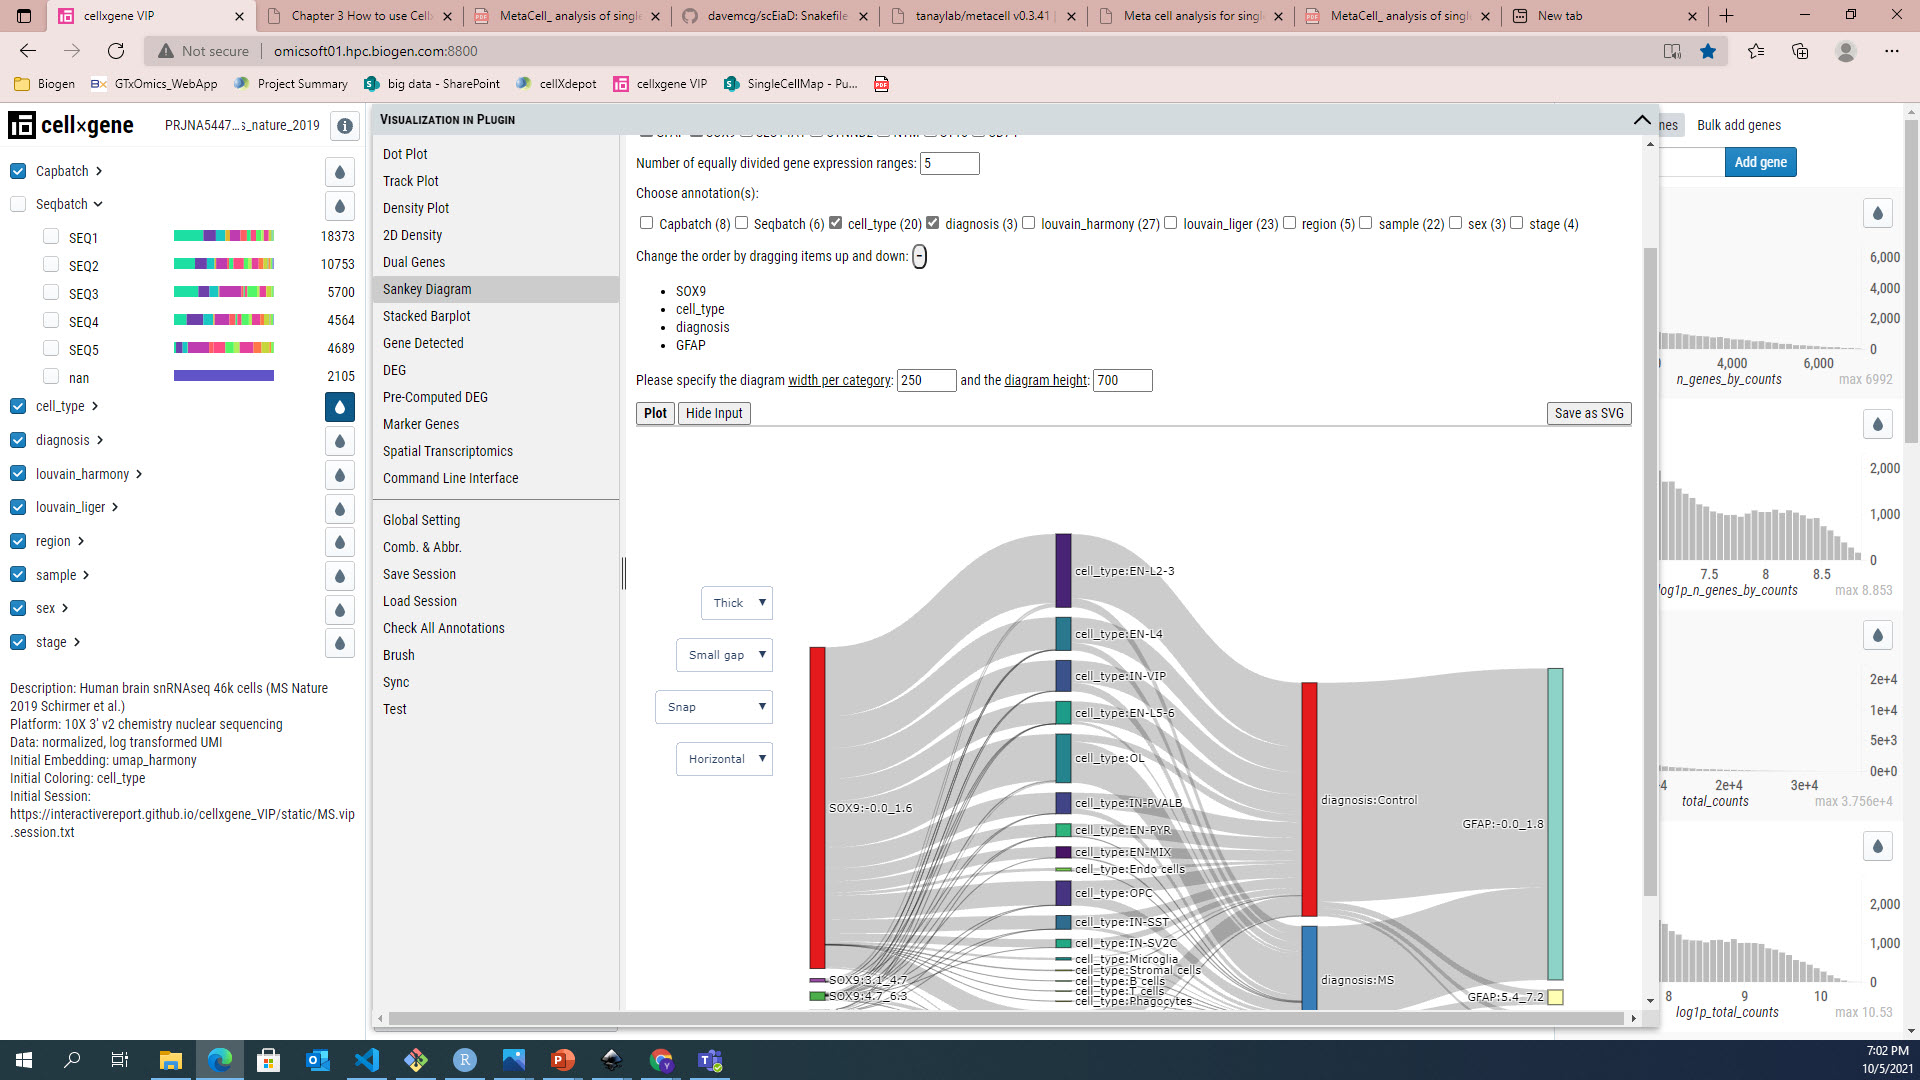 cellxgene VIP
Chapter 3 How to use Cell
MetaCell_ analysis of singl
davemcg/scEiaD: Snakefile
tanaylab/metacell v0.3.41
Meta cell analysis for singl
MetaCell_ analysis of singl
New tab
Not secure
omicsoft01.hpc.biogen.com:8800
Biogen
GTxOmics_WebApp
Project Summary
big data - SharePoint
cellXdepot
cellxgene VIP
SingleCellMap - Pu...
cell×gene
PRJNA5447...s_nature_2019
Capbatch
Seqbatch
SEQ1 18373
SEQ2 10753
SEQ3 5700
SEQ4 4564
SEQ5 4689
nan 2105
cell_type
diagnosis
louvain_harmony
louvain_liger
region
sample
sex
stage
Description: Human brain snRNAseq 46k cells (MS Nature
2019 Schirmer et al.)
Platform: 10X 3' v2 chemistry nuclear sequencing
Data: normalized, log transformed UMI
Initial Embedding: umap_harmony
Initial Coloring: cell_type
Initial Session:
https://interactivereport.github.io/cellxgene_VIP/static/MS.vip
.session.txt
Visualization in Plugin
Dot Plot
Track Plot
Density Plot
2D Density
Dual Genes
Sankey Diagram
Stacked Barplot
Gene Detected
DEG
Pre-Computed DEG
Marker Genes
Spatial Transcriptomics
Command Line Interface
Global Setting
Comb. & Abbr.
Save Session
Load Session
Check All Annotations
Brush
Sync
Test
Number of equally divided gene expression ranges: 5
Choose annotation(s):
Capbatch (8) Seqbatch (6) cell_type (20) diagnosis (3) louvain_harmony (27) louvain_liger (23) region (5) sample (22) sex (3) stage (4)
Change the order by dragging items up and down: -
• SOX9
• cell_type
• diagnosis
• GFAP
Please specify the diagram width per category: 250 and the diagram height: 700
Plot Hide Input Save as SVG
Thick
Small gap
Snap
Horizontal
SOX9:-0.0_1.6
SOX9:3.1_4.7
SOX9:4.7_6.3
cell_type:EN-L2-3
cell_type:EN-L4
cell_type:IN-VIP
cell_type:EN-L5-6
cell_type:OL
cell_type:IN-PVALB
cell_type:EN-PYR
cell_type:EN-MIX
cell_type:Endo cells
cell_type:OPC
cell_type:IN-SST
cell_type:IN-SV2C
cell_type:Microglia
cell_type:Stromal cells
cell_type:B cells
cell_type:T cells
cell_type:Phagocytes
diagnosis:Control
diagnosis:MS
GFAP:-0.0_1.8
GFAP:5.4_7.2
nes
Bulk add genes
Add gene
6,000
4,000
2,000
0
4,000 6,000
n_genes_by_counts max 6992
2,000
1,000
0
7.5 8 8.5
log1p_n_genes_by_counts max 8.853
2e+4
1e+4
5e+3
0e+0
2e+4 3e+4
total_counts max 3.756e+4
2,000
1,000
0
8 9 10
log1p_total_counts max 10.53
7:02 PM
10/5/2021